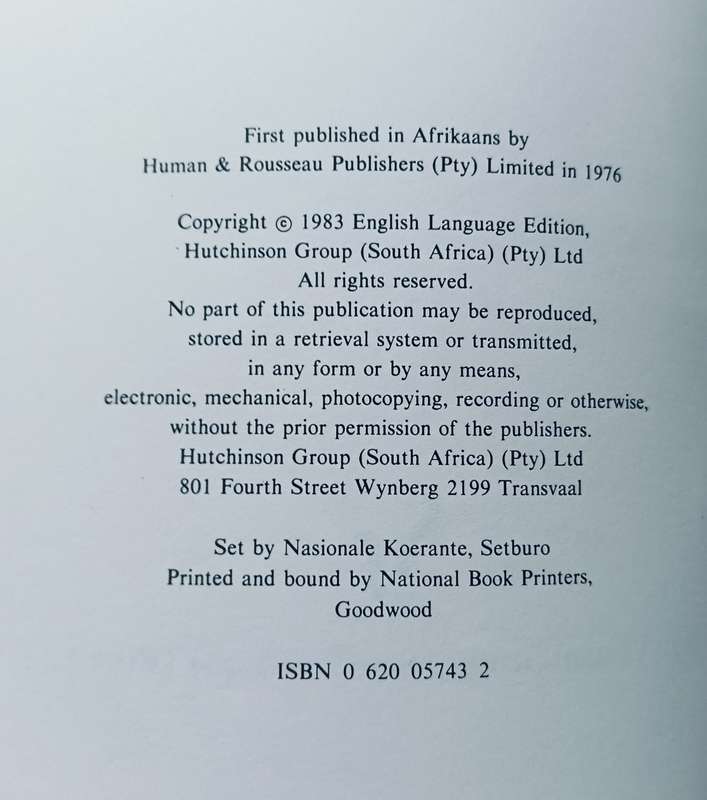 First published in Afrikaans by
Human & Rousseau Publishers (Pty) Limited in 1976
Copyright © 1983 English Language Edition,
Hutchinson Group (South Africa) (Pty) Ltd
All rights reserved.
No part of this publication may be reproduced,
stored in a retrieval system or transmitted,
in any form or by any means,
electronic, mechanical, photocopying, recording or otherwise,
without the prior permission of the publishers.
Hutchinson Group (South Africa) (Pty) Ltd
801 Fourth Street Wynberg 2199 Transvaal
Set by Nasionale Koerante, Setburo
Printed and bound by National Book Printers,
Goodwood
ISBN 0 620 05743 2